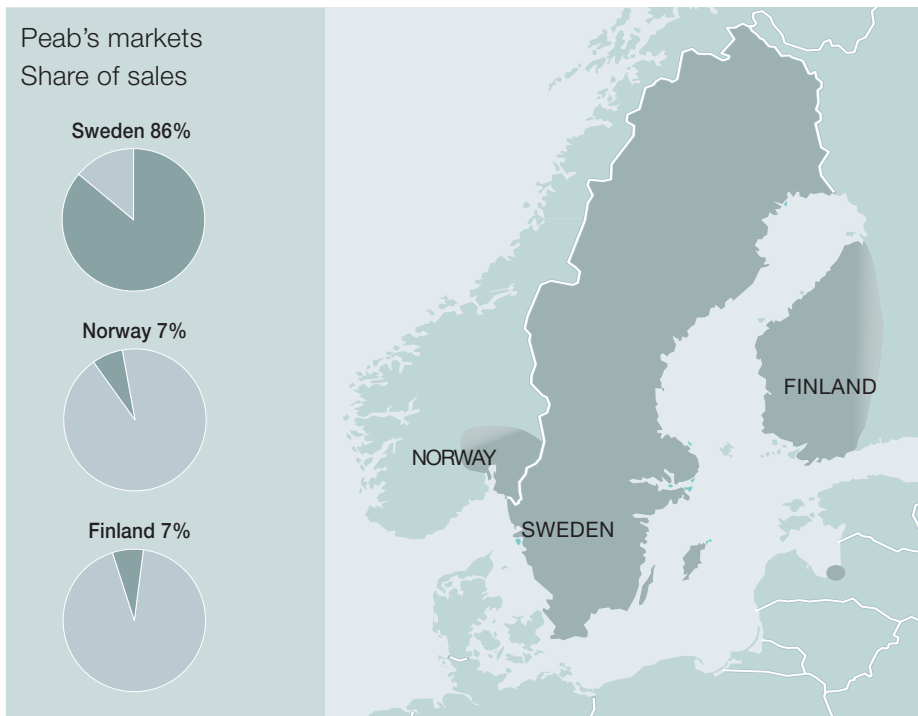 Peab's markets
Share of sales
Sweden 86%
Norway 7%
Finland 7%
FINLAND
NORWAY
SWEDEN